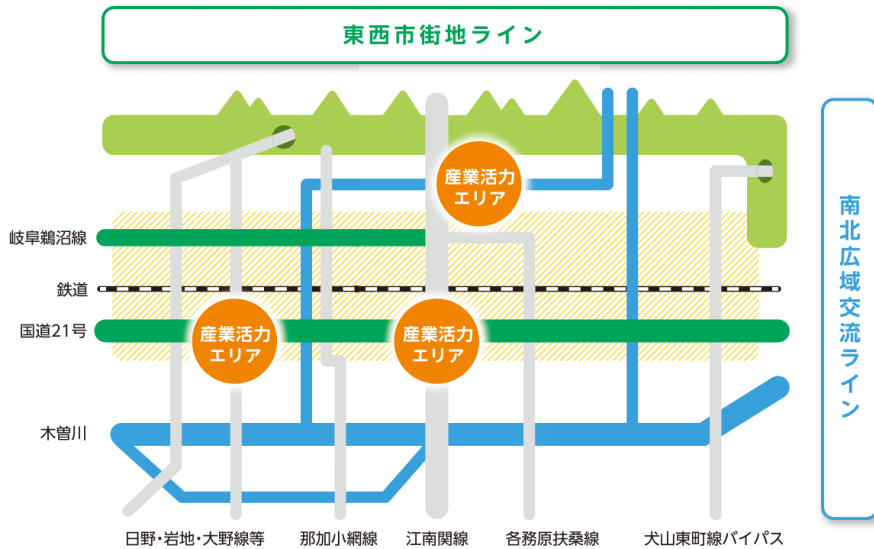 東西市街地ライン
産業活力
エリア
南北広域交流ライン
岐阜鵜沼線
鉄道
国道21号
産業活力
エリア
産業活力
エリア
木曽川
日野・岩地・大野線等
那加小網線
江南関線
各務原扶桑線
犬山東町線バイパス